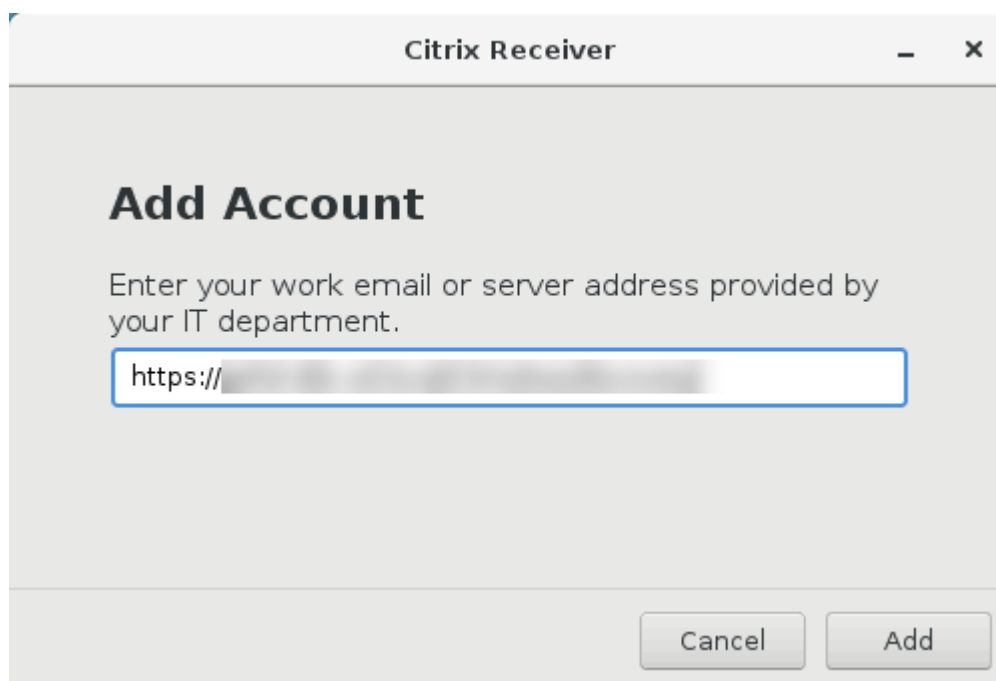 Citrix Receiver
Add Account
Enter your work email or server address provided by
your IT department.
https://
Cancel
Add